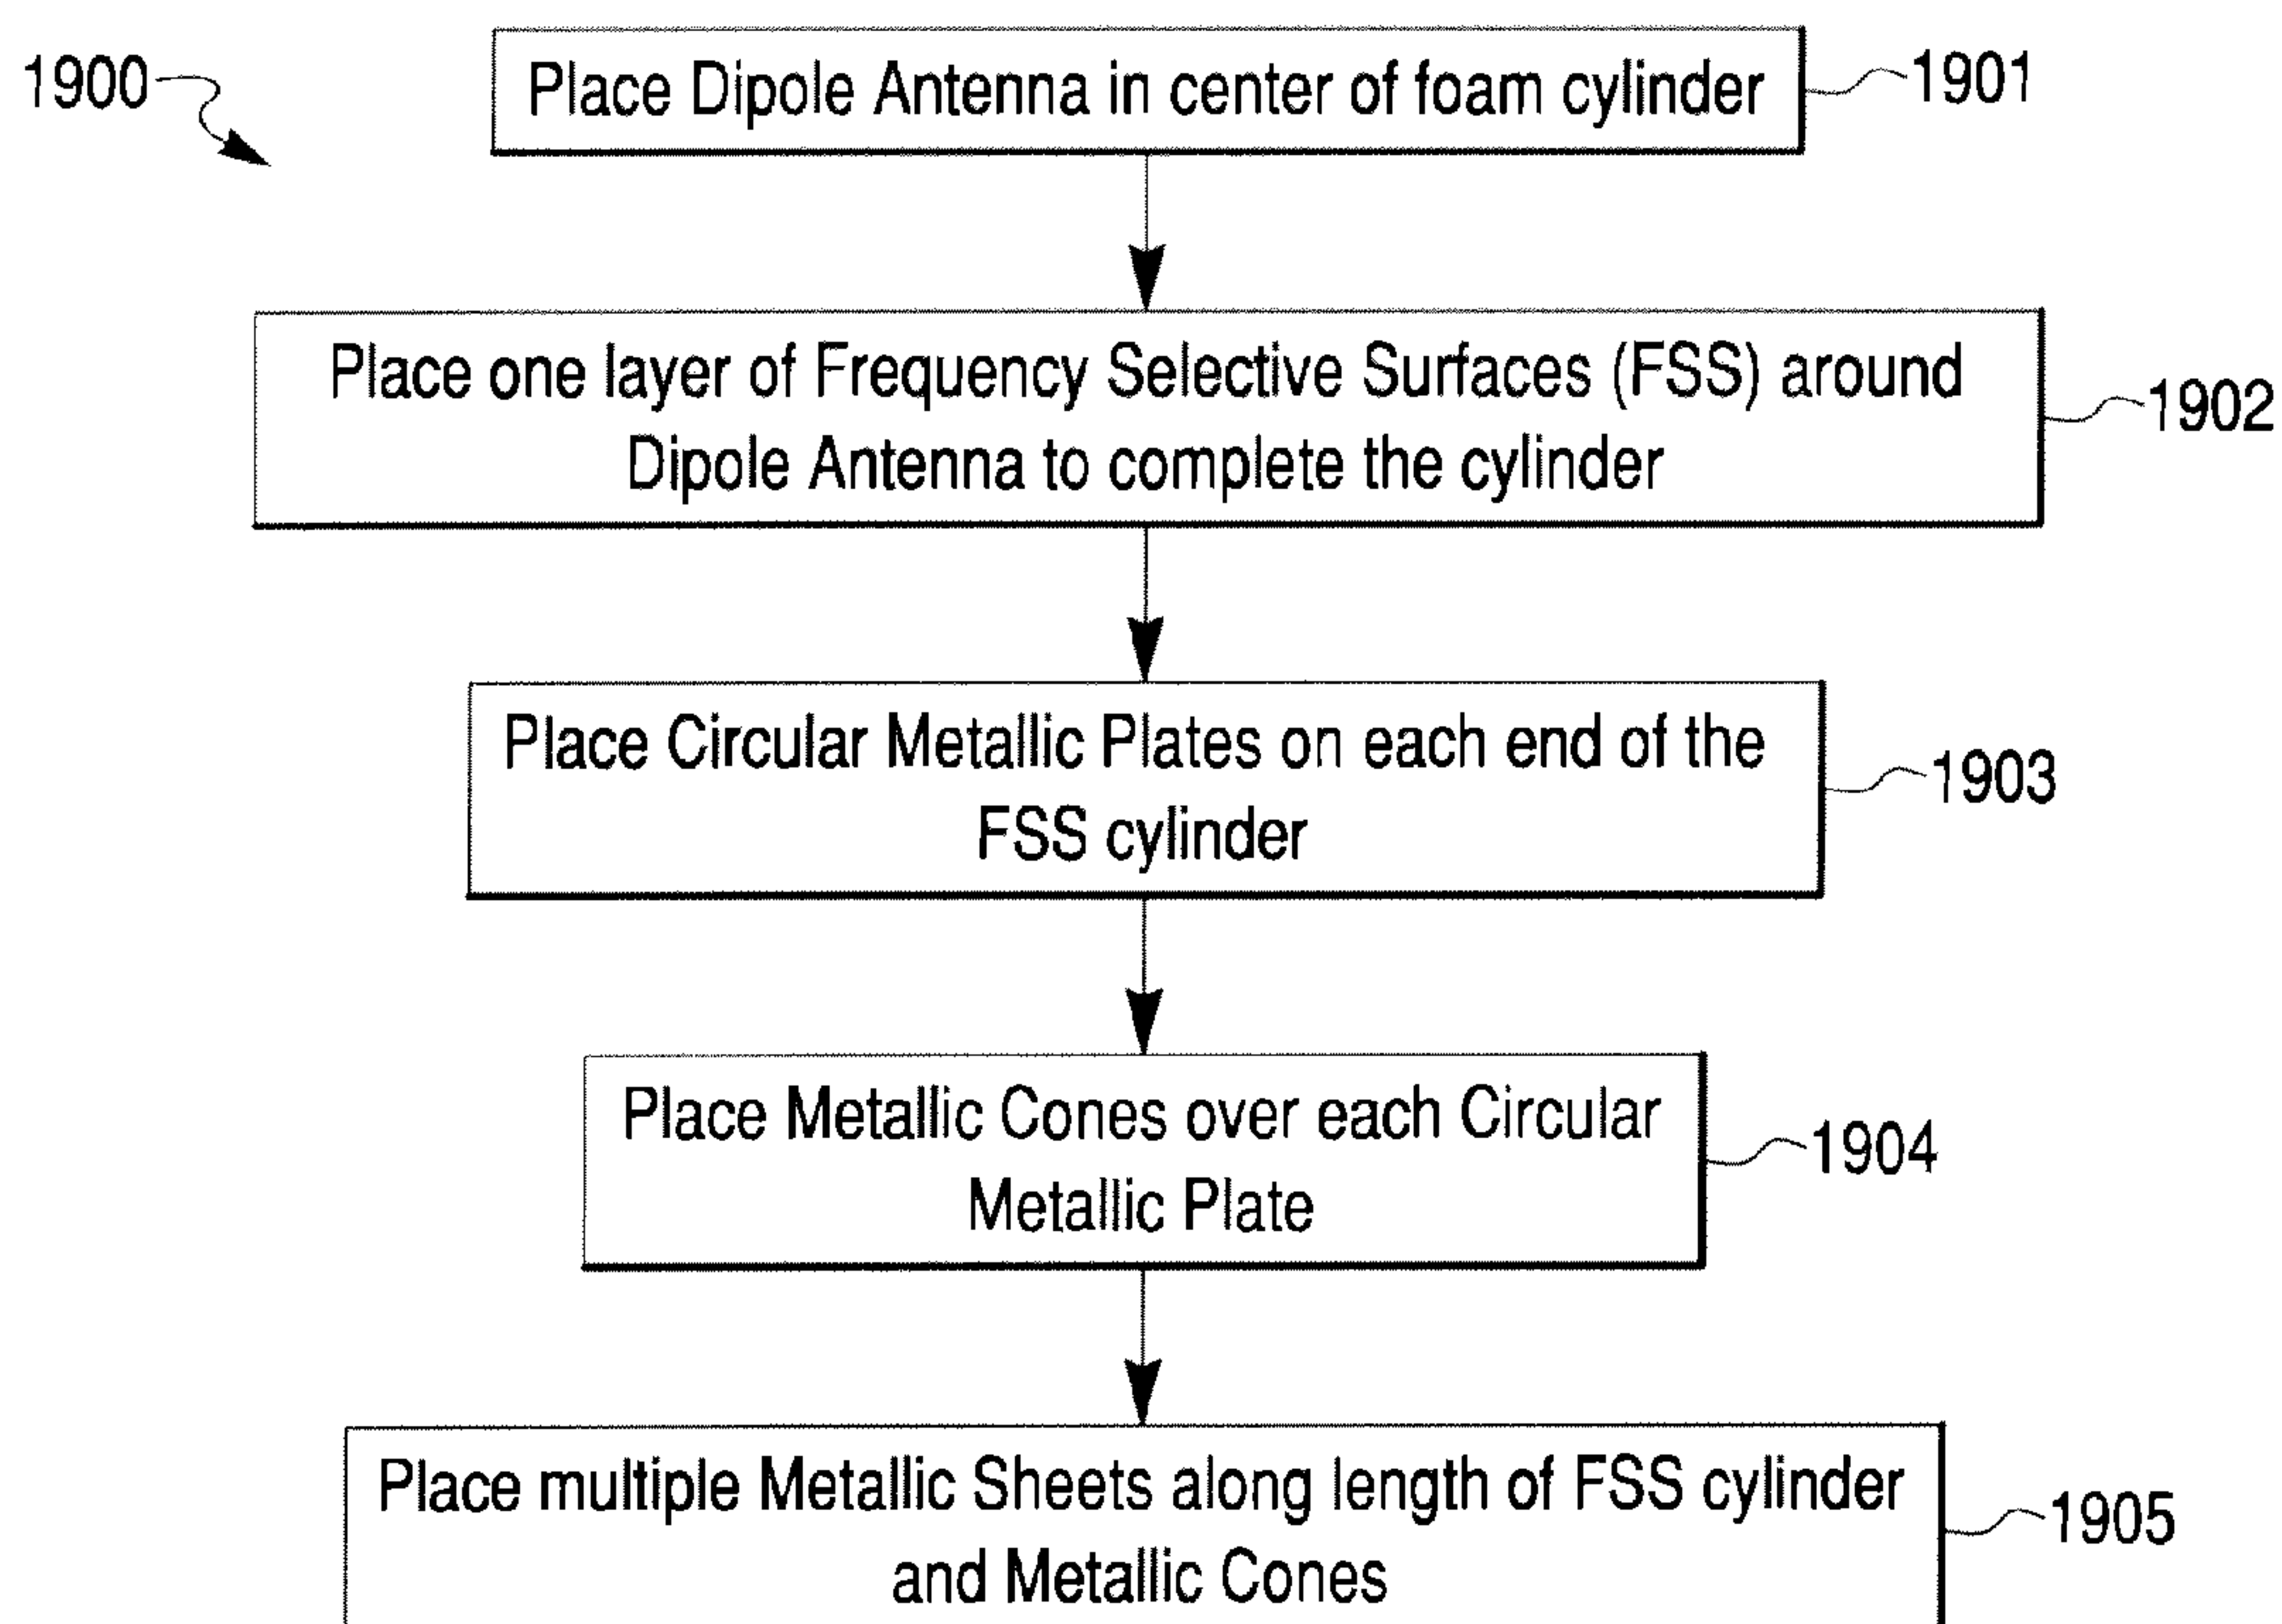 1900
Place Dipole Antenna in center of foam cylinder
1901
Place one layer of Frequency Selective Surfaces (FSS) around
Dipole Antenna to complete the cylinder
1902
Place Circular Metallic Plates on each end of the
FSS cylinder
1903
Place Metallic Cones over each Circular
Metallic Plate
1904
Place multiple Metallic Sheets along length of FSS cylinder
and Metallic Cones
1905